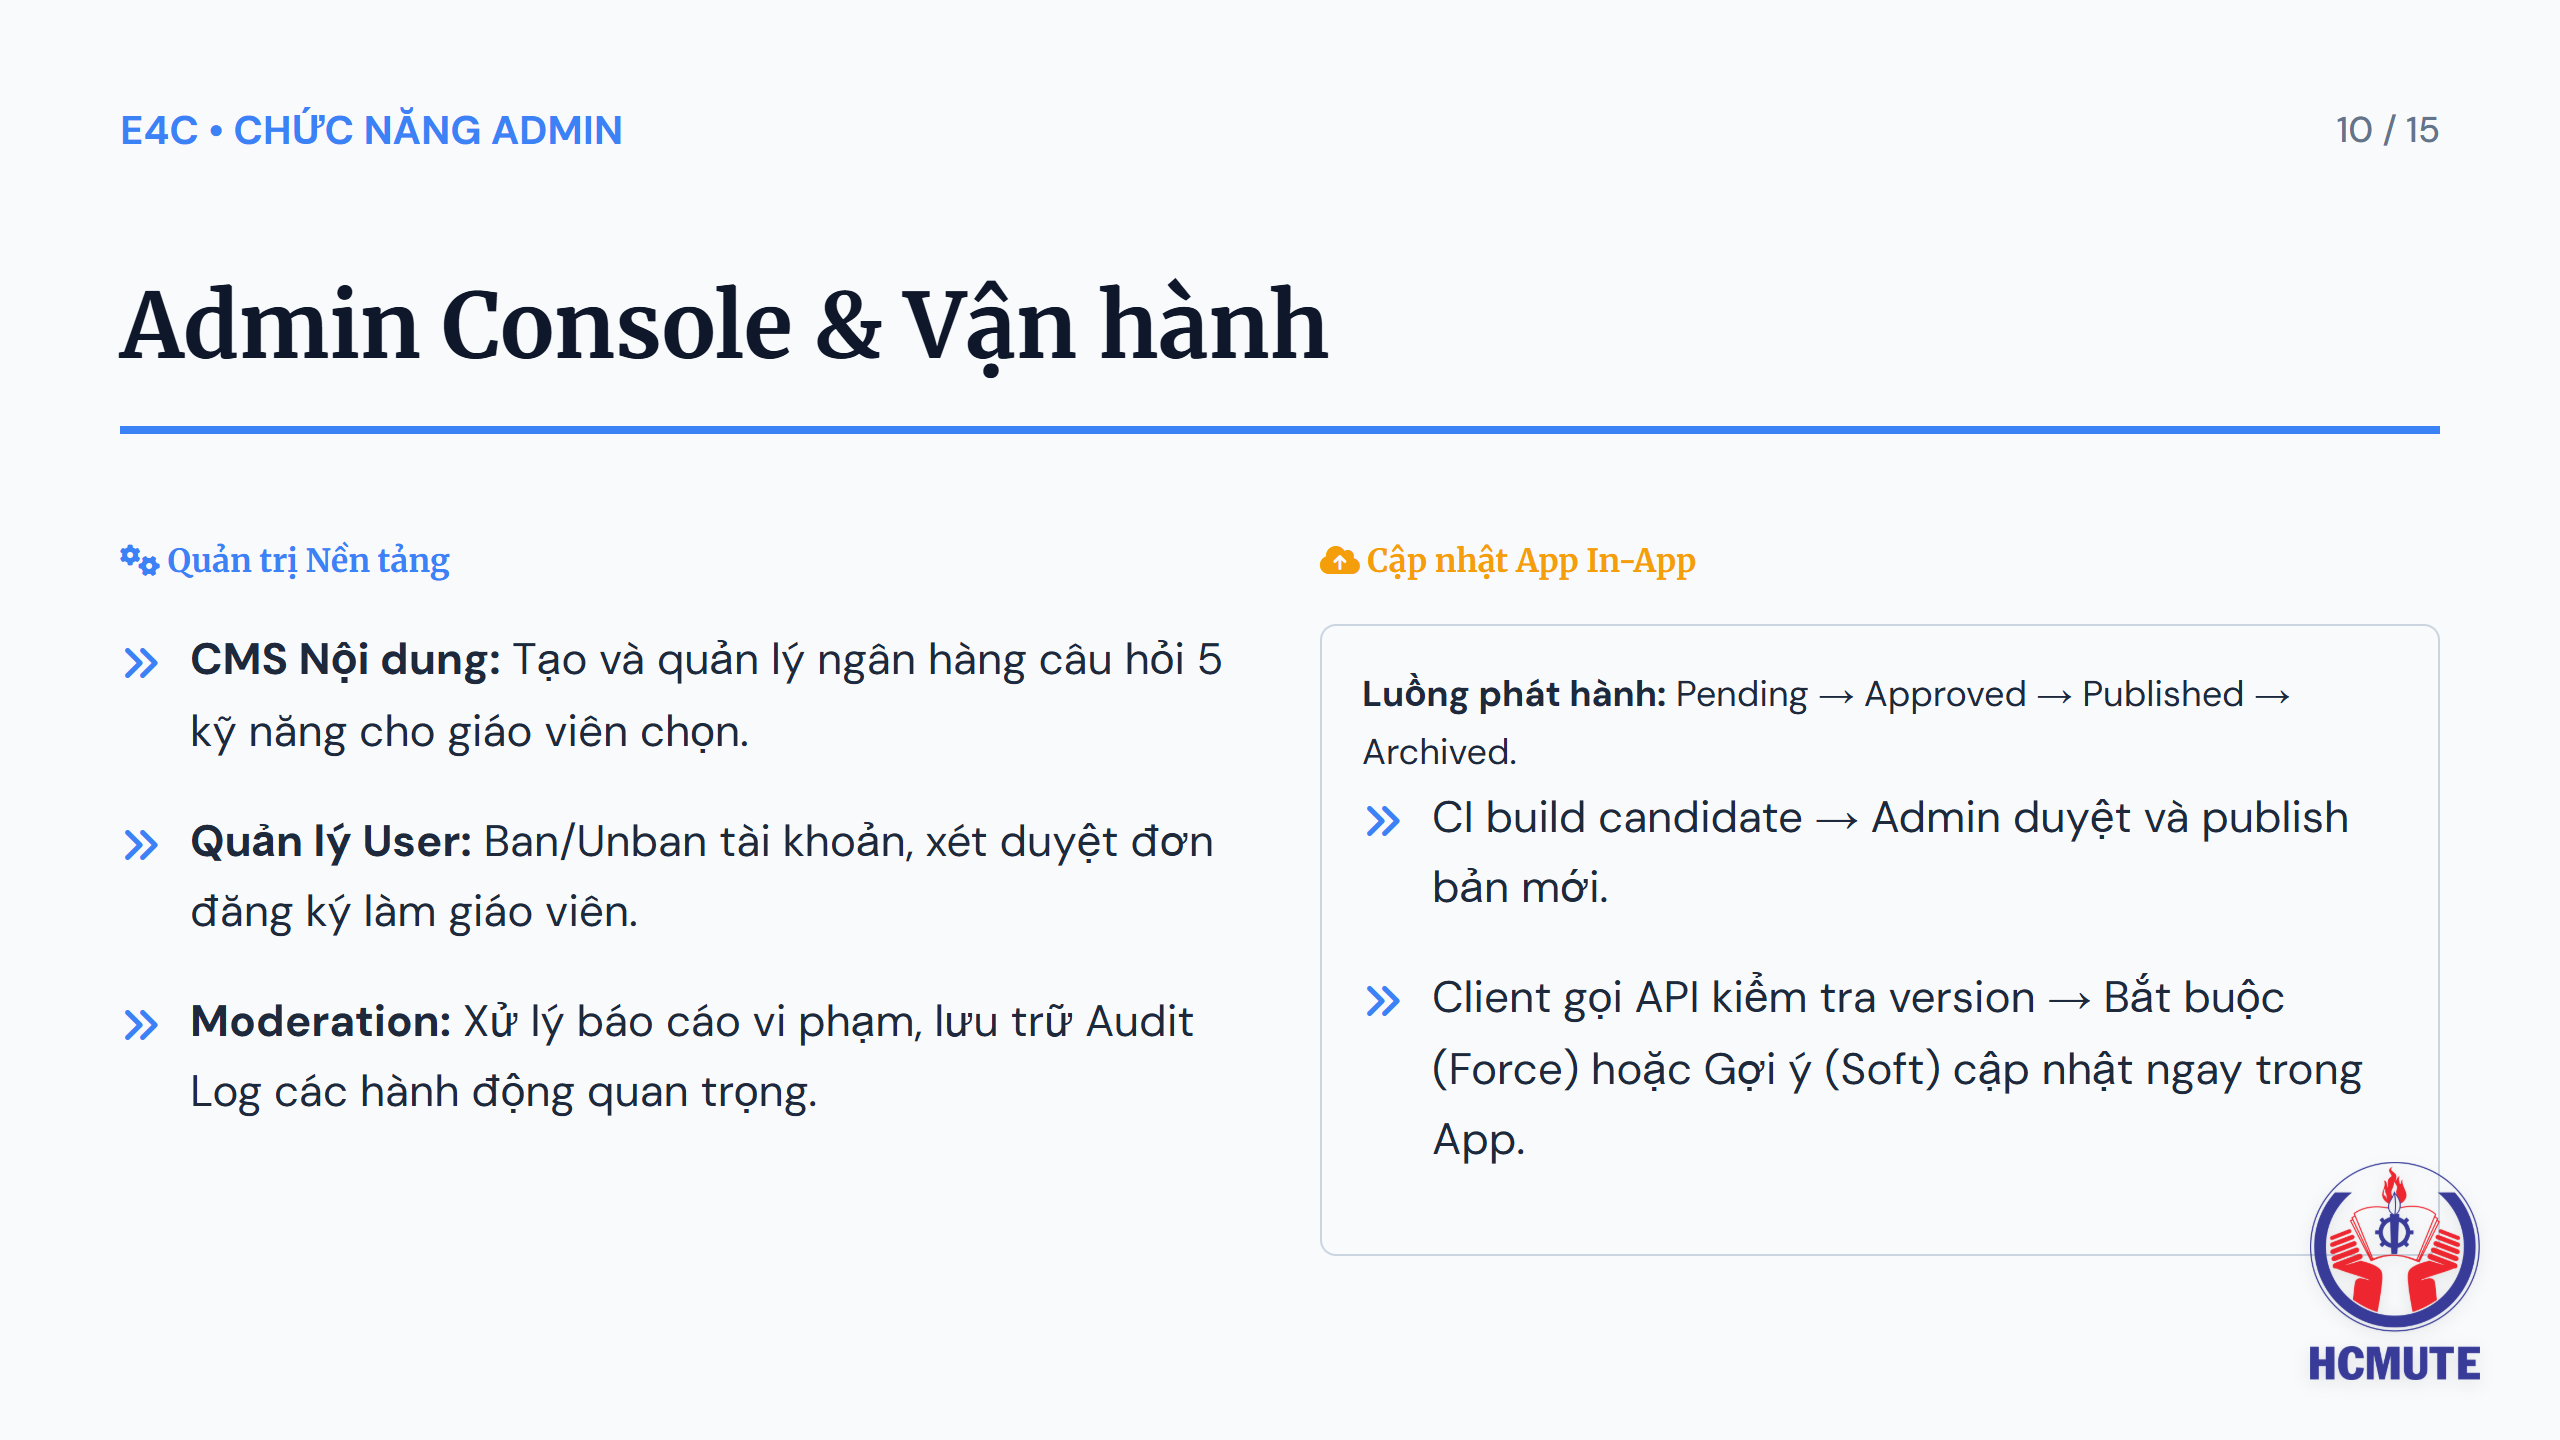 E4C • CHỨC NĂNG ADMIN
10 / 15
Admin Console & Vận hành
Quản trị Nền tảng
CMS Nội dung: Tạo và quản lý ngân hàng câu hỏi 5
kỹ năng cho giáo viên chọn.
Quản lý User: Ban/Unban tài khoản, xét duyệt đơn
đăng ký làm giáo viên.
Moderation: Xử lý báo cáo vi phạm, lưu trữ Audit
Log các hành động quan trọng.
Cập nhật App In-App
Luồng phát hành: Pending → Approved → Published →
Archived.
CI build candidate → Admin duyệt và publish
bản mới.
Client gọi API kiểm tra version → Bắt buộc
(Force) hoặc Gợi ý (Soft) cập nhật ngay trong
App.
HCMUTE